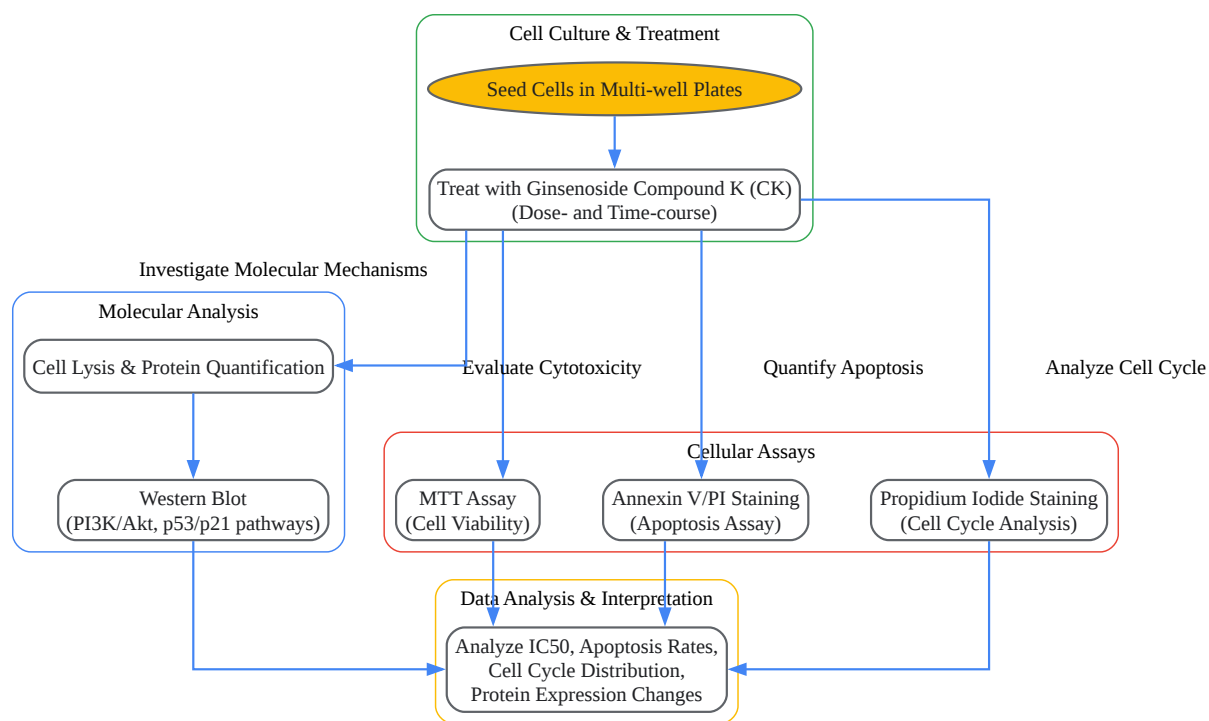 Cell Culture & Treatment
Seed Cells in Multi-well Plates
Treat with Ginsenoside Compound K (CK)
(Dose- and Time-course)
Investigate Molecular Mechanisms
Molecular Analysis
Cell Lysis & Protein Quantification
Evaluate Cytotoxicity
Quantify Apoptosis
Analyze Cell Cycle
Cellular Assays
Western Blot
(PI3K/Akt, p53/p21 pathways)
MTT Assay
(Cell Viability)
Annexin V/PI Staining
(Apoptosis Assay)
Propidium Iodide Staining
(Cell Cycle Analysis)
Data Analysis & Interpretation
Analyze IC50, Apoptosis Rates,
Cell Cycle Distribution,
Protein Expression Changes